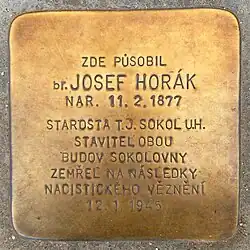 ZDE PŮSOBIL
br. JOSEF HORÁK
NAR. 11. 2. 1877
STAROSTA T.J. SOKOL U.H.
STAVITEL OBOU
BUDOV SOKOLOVNY
ZEMŘEL NA NÁSLEDKY
NACISTICKÉHO VĚZNĚNÍ
12. 1. 1943